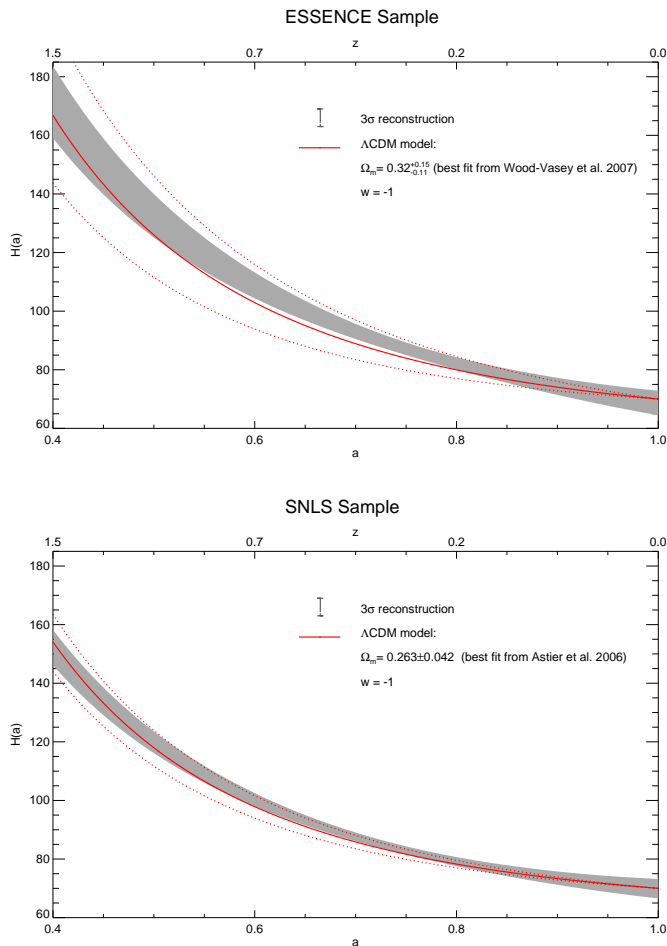 ESSENCE Sample
z
1.5 0.7 0.2 0.0
180
160
140
120
100
80
60
H(a)
3σ reconstruction
ΛCDM model:
Ωm= 0.32+0.15-0.11 (best fit from Wood-Vasey et al. 2007)
w = -1
0.4 0.6 0.8 1.0
a
SNLS Sample
z
1.5 0.7 0.2 0.0
180
160
140
120
100
80
60
H(a)
3σ reconstruction
ΛCDM model:
Ωm= 0.263±0.042 (best fit from Astier et al. 2006)
w = -1
0.4 0.6 0.8 1.0
a